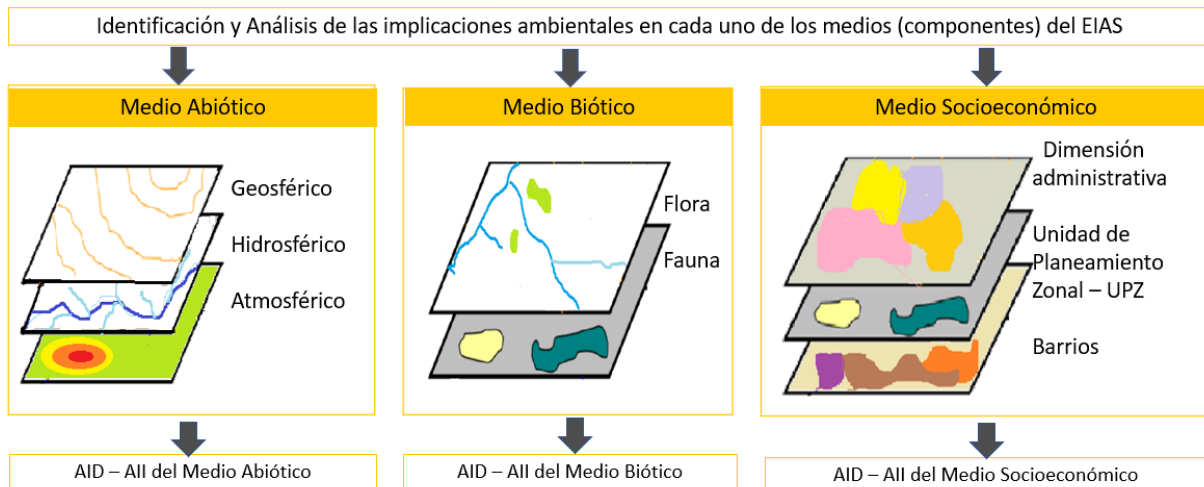 Identificación y Análisis de las implicaciones ambientales en cada uno de los medios (componentes) del EIAS
Medio Abiótico
Geosférico
Hidrosférico
Atmosférico
AID – AII del Medio Abiótico
Medio Biótico
Flora
Fauna
AID – AII del Medio Biótico
Medio Socioeconómico
Dimensión
administrativa
Unidad de
Planeamiento
Zonal – UPZ
Barrios
AID – AII del Medio Socioeconómico